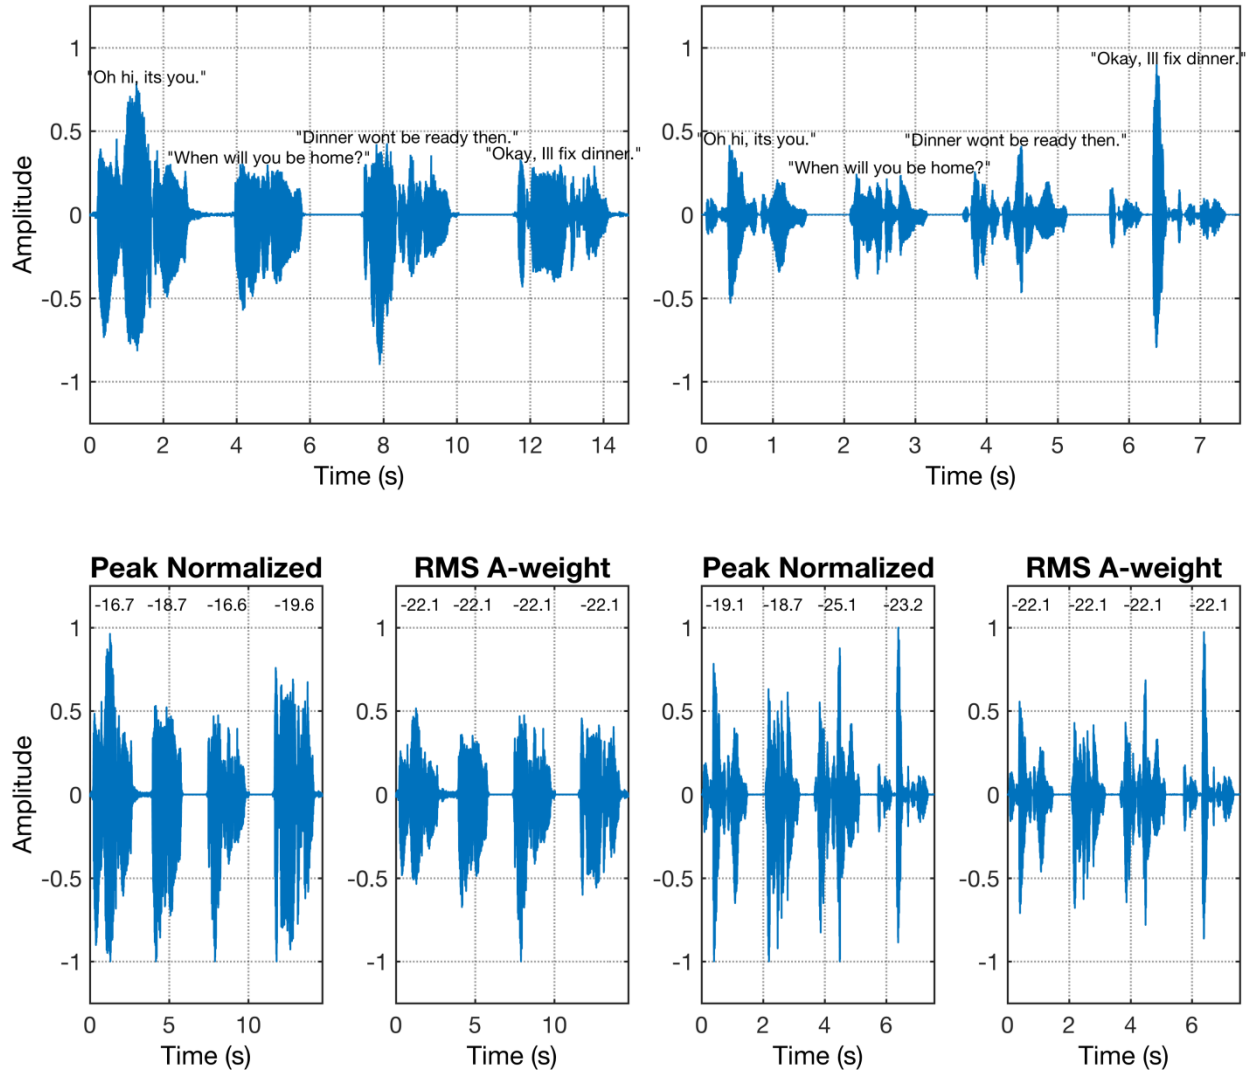 1
0.5
0
-0.5
-1
Amplitude
"Oh hi, its you."
"When will you be home?"
"Dinner wont be ready then."
"Okay, Ill fix dinner."
0 2 4 6 8 10 12 14
Time (s)
1
0.5
0
-0.5
-1
"Oh hi, its you."
"When will you be home?"
"Dinner wont be ready then."
"Okay, Ill fix dinner."
0 1 2 3 4 5 6 7
Time (s)
Peak Normalized
-16.7 -18.7 -16.6 -19.6
1
0.5
0
-0.5
-1
Amplitude
0 5 10
Time (s)
RMS A-weight
-22.1 -22.1 -22.1 -22.1
1
0.5
0
-0.5
-1
0 5 10
Time (s)
Peak Normalized
-19.1 -18.7 -25.1 -23.2
1
0.5
0
-0.5
-1
0 2 4 6
Time (s)
RMS A-weight
-22.1 -22.1 -22.1 -22.1
1
0.5
0
-0.5
-1
0 2 4 6
Time (s)